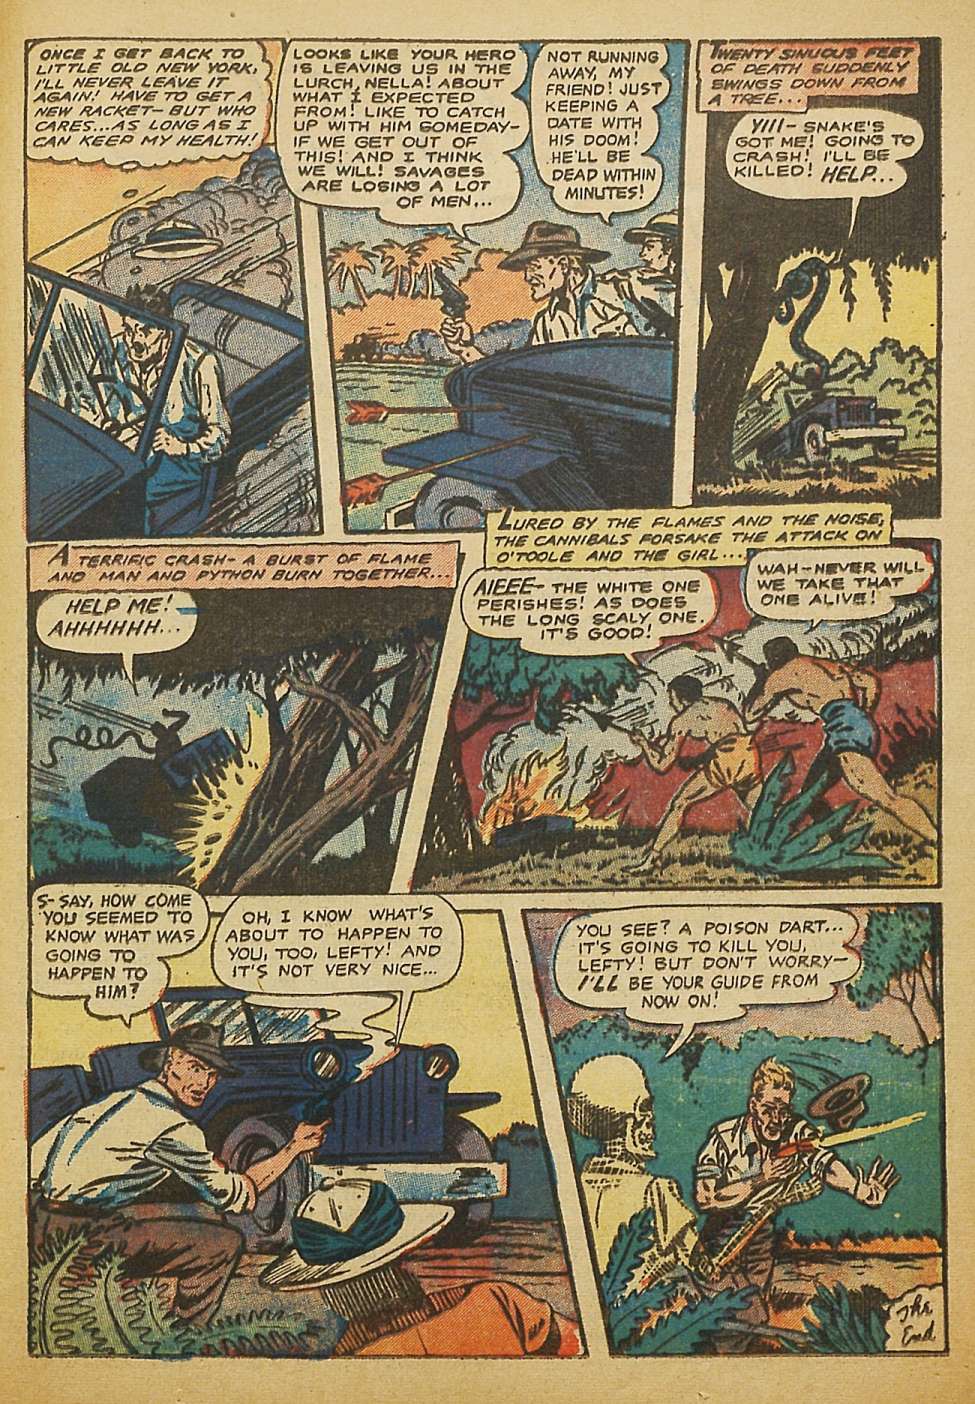 ONCE I GET BACK TO
LITTLE OLD NEW YORK,
I'LL NEVER LEAVE IT
AGAIN! HAVE TO GET A
NEW RACKET- BUT WHO
CARES...AS LONG AS I
CAN KEEP MY HEALTH!
LOOKS LIKE YOUR HERO
IS LEAVING US IN THE
LURCH, NELLA! ABOUT
WHAT I EXPECTED
FROM! LIKE TO CATCH
UP WITH HIM SOMEDAY-
IF WE GET OUT OF
THIS! AND I THINK
WE WILL! SAVAGES
ARE LOSING A LOT
OF MEN...
NOT RUNNING
AWAY, MY
FRIEND! JUST
KEEPING A
DATE WITH
HIS DOOM!
HE'LL BE
DEAD WITHIN
MINUTES!
TWENTY SINUOUS FEET
OF DEATH SUDDENLY
SWINGS DOWN FROM
A TREE...
YIII- SNAKE'S
GOT ME! GOING TO
CRASH! I'LL BE
KILLED! HELP...
A TERRIFIC CRASH- A BURST OF FLAME
AND MAN AND PYTHON BURN TOGETHER...
HELP ME!
AHHHHHH...
LURED BY THE FLAMES AND THE NOISE,
THE CANNIBALS FORSAKE THE ATTACK ON
O'TOOLE AND THE GIRL...
AIEEE- THE WHITE ONE
PERISHES! AS DOES
THE LONG SCALY ONE.
IT'S GOOD!
WAH-NEVER WILL
WE TAKE THAT
ONE ALIVE!
S-SAY, HOW COME
YOU SEEMED TO
KNOW WHAT WAS
GOING TO
HAPPEN TO
HIM?
OH, I KNOW WHAT'S
ABOUT TO HAPPEN TO
YOU, TOO, LEFTY! AND
IT'S NOT VERY NICE...
YOU SEE? A POISON DART...
IT'S GOING TO KILL YOU,
LEFTY! BUT DON'T WORRY-
I'LL BE YOUR GUIDE FROM
NOW ON!
The
End